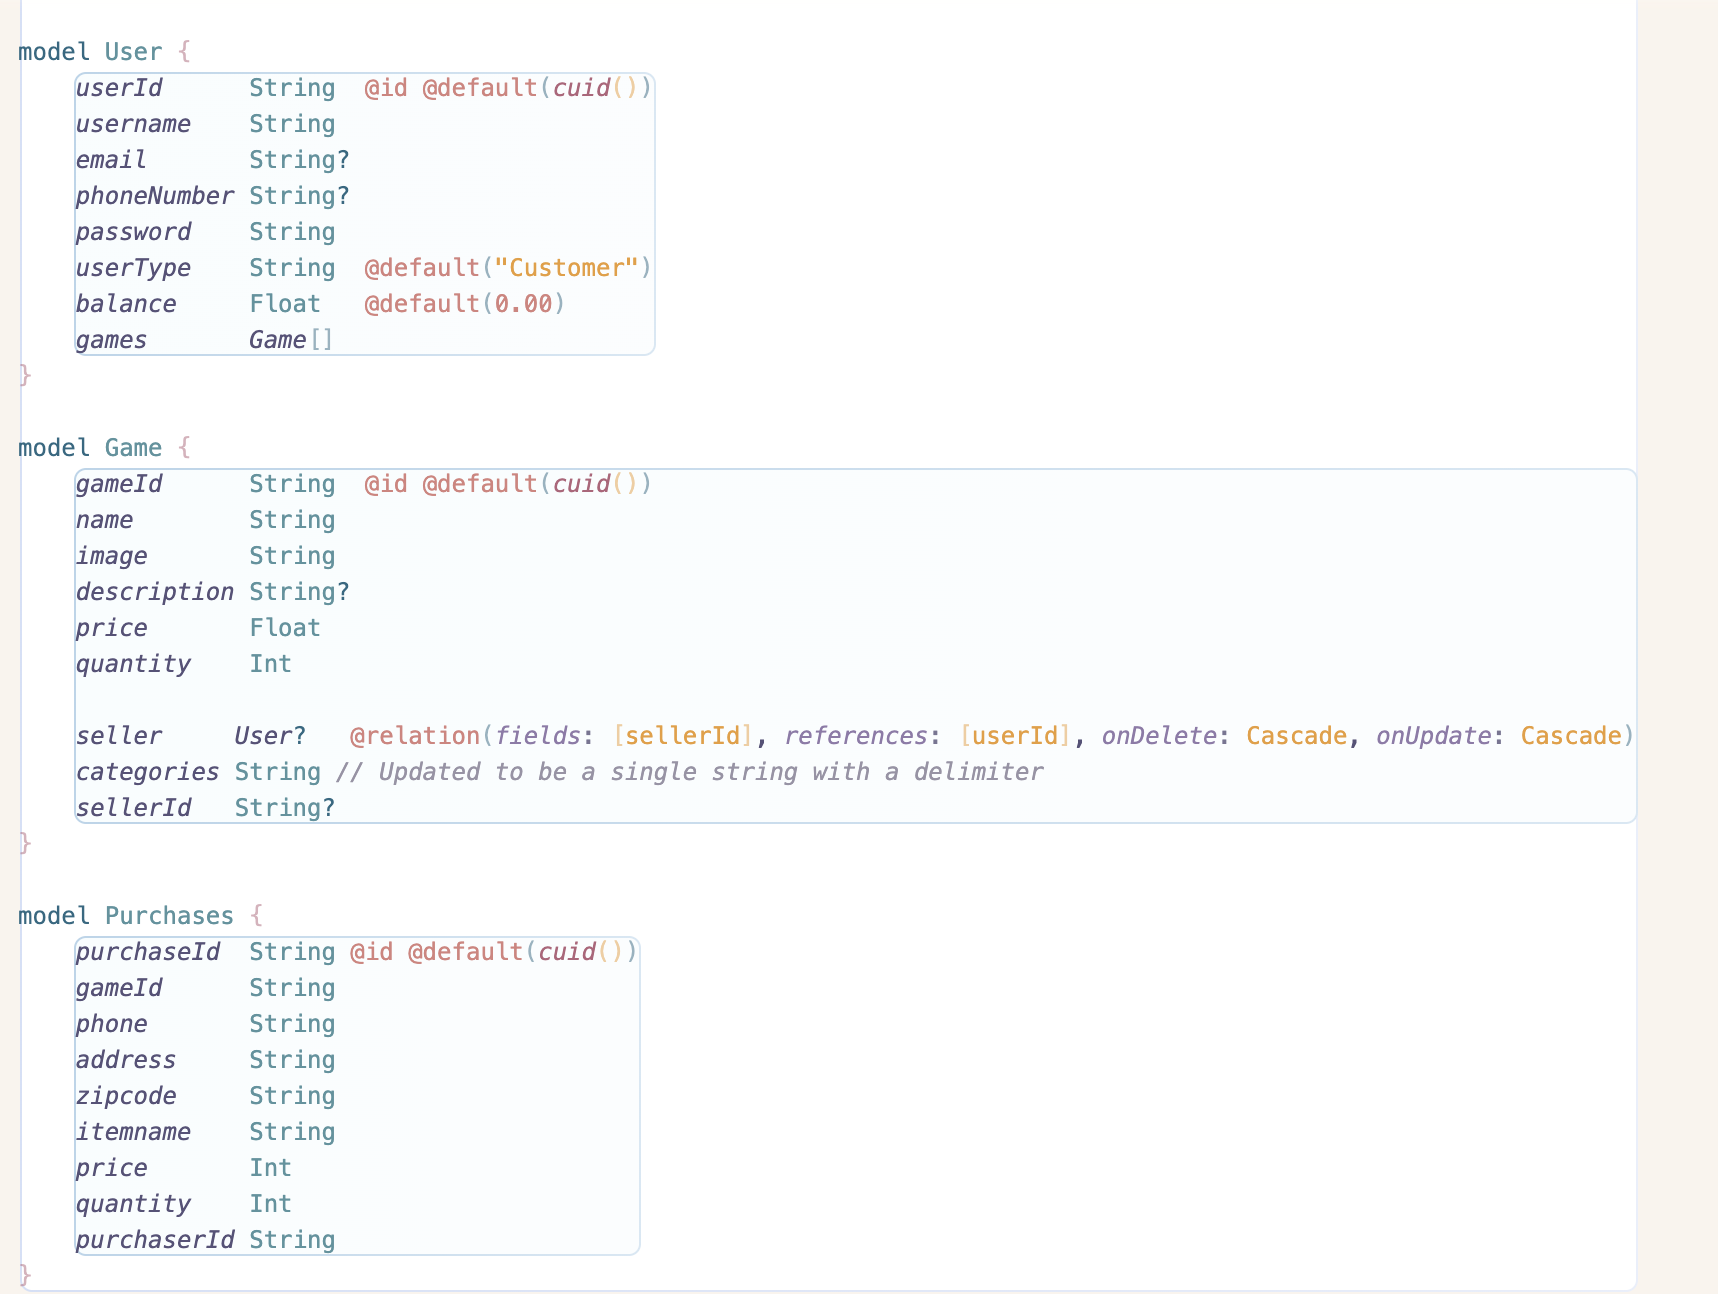 model User {
    userId      String  @id @default(cuid())
    username    String
    email       String?
    phoneNumber String?
    password    String
    userType    String  @default("Customer")
    balance     Float   @default(0.00)
    games       Game[]
}

model Game {
    gameId      String  @id @default(cuid())
    name        String
    image       String
    description String?
    price       Float
    quantity    Int

    seller     User?   @relation(fields: [sellerId], references: [userId], onDelete: Cascade, onUpdate: Cascade)
    categories String // Updated to be a single string with a delimiter
    sellerId   String?
}

model Purchases {
    purchaseId  String @id @default(cuid())
    gameId      String
    phone       String
    address     String
    zipcode     String
    itemname    String
    price       Int
    quantity    Int
    purchaserId String
}